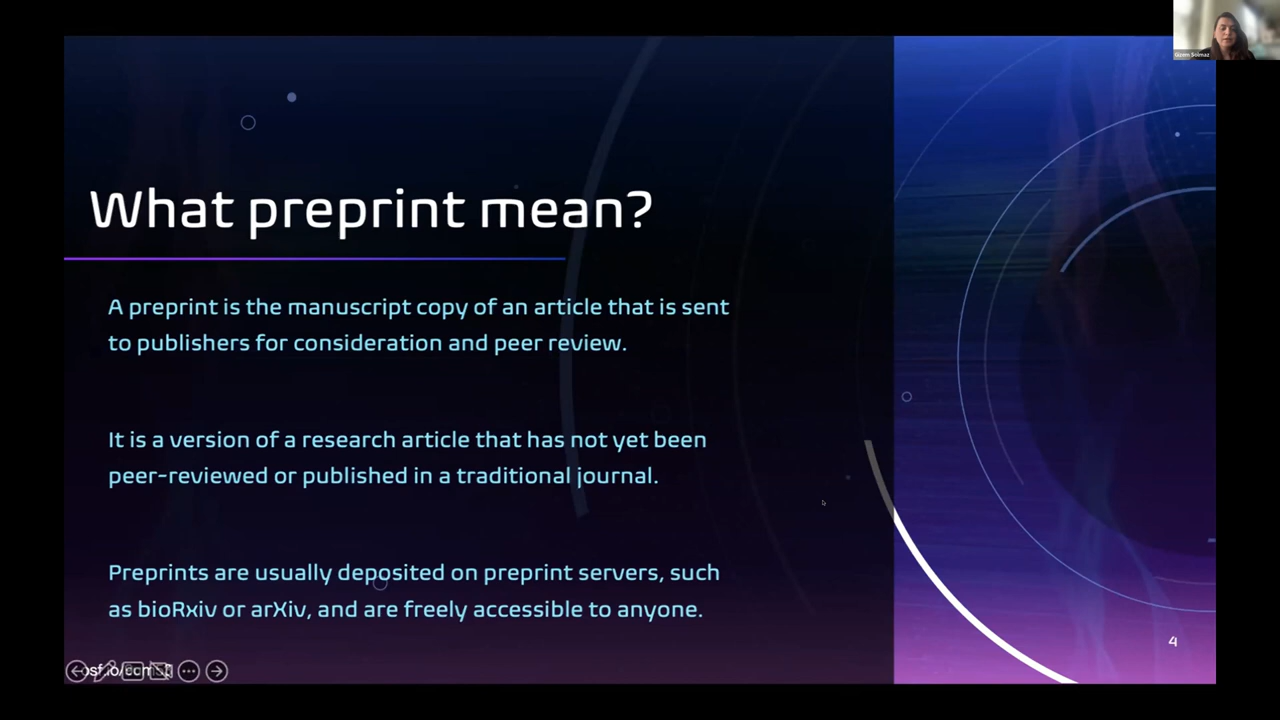 Gizem Solmaz
What preprint mean?
A preprint is the manuscript copy of an article that is sent
to publishers for consideration and peer review.
It is a version of a research article that has not yet been
peer-reviewed or published in a traditional journal.
Preprints are usually deposited on preprint servers, such
as bioRxiv or arXiv, and are freely accessible to anyone.
4